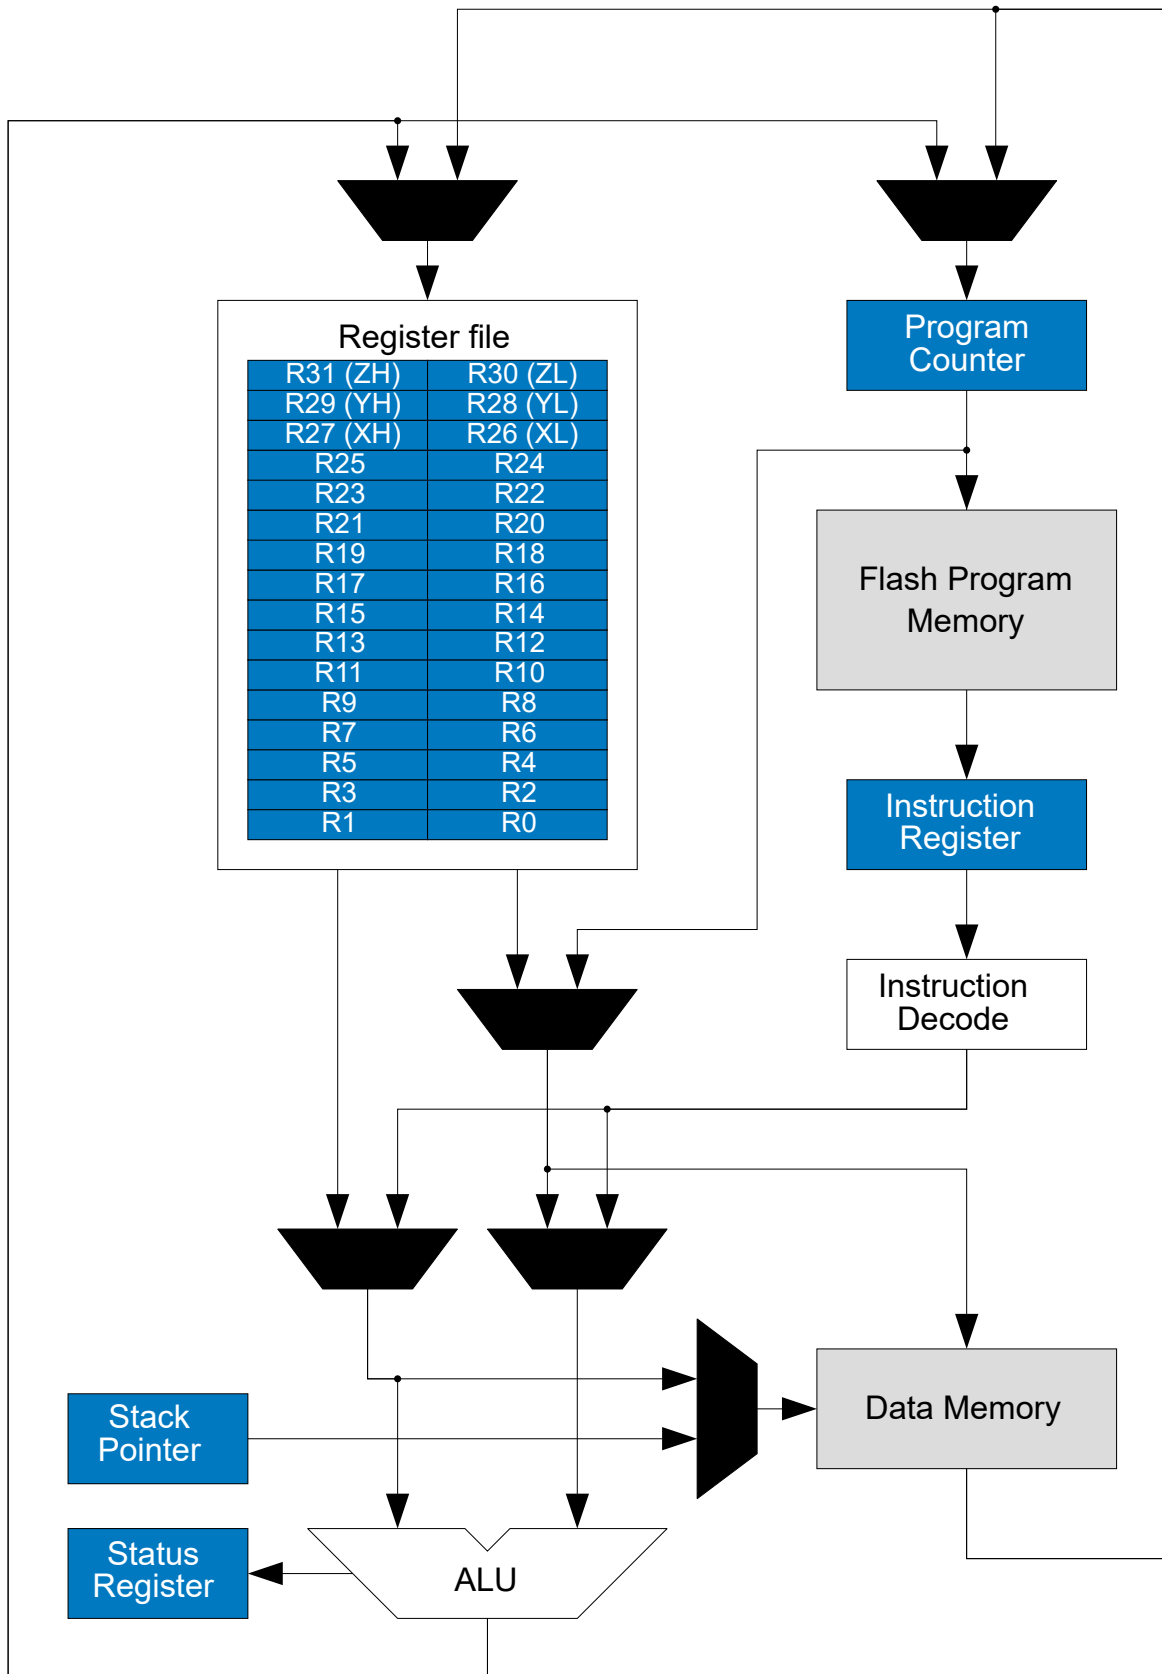 Register file
R31 (ZH) R30 (ZL)
R29 (YH) R28 (YL)
R27 (XH) R26 (XL)
R25 R24
R23 R22
R21 R20
R19 R18
R17 R16
R15 R14
R13 R12
R11 R10
R9 R8
R7 R6
R5 R4
R3 R2
R1 R0
Program
Counter
Flash Program
Memory
Instruction
Register
Instruction
Decode
Stack
Pointer
Data Memory
Status
Register
ALU